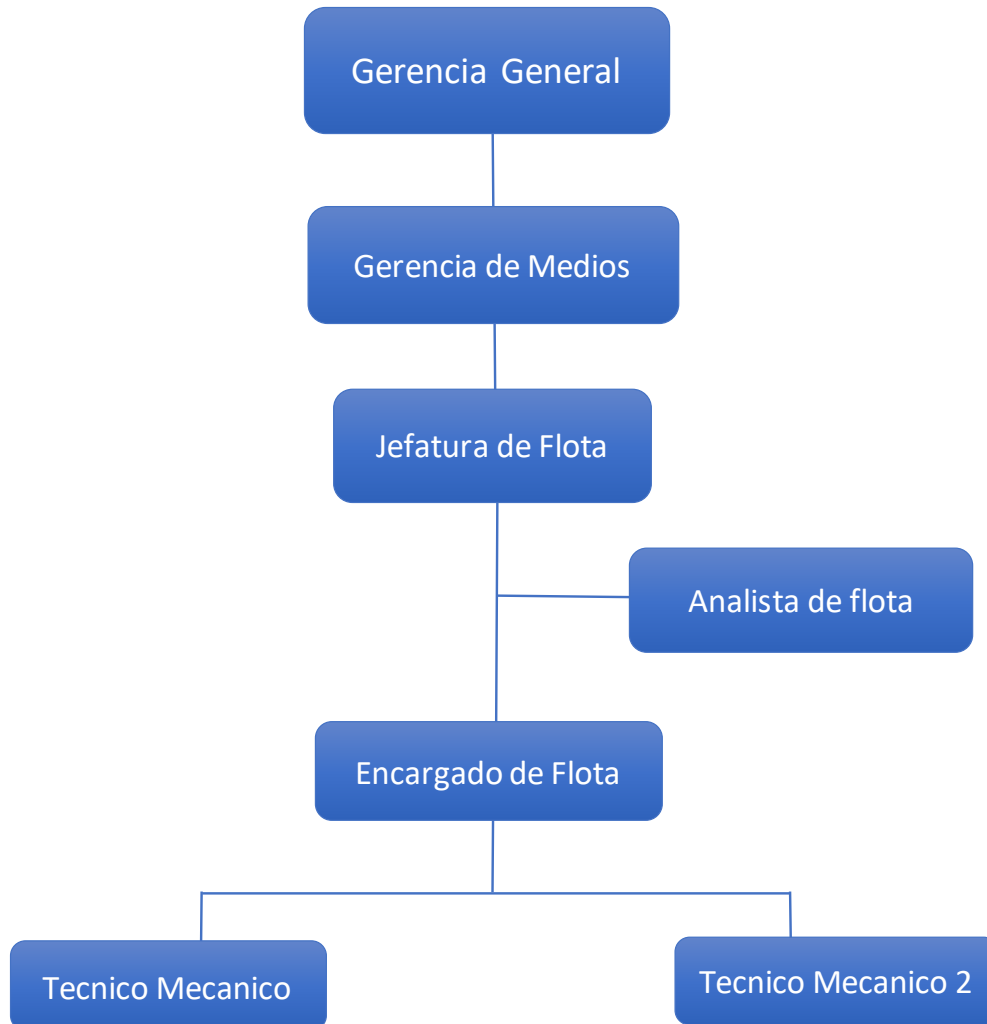 Gerencia General
Gerencia de Medios
Jefatura de Flota
Analista de flota
Encargado de Flota
Tecnico Mecanico
Tecnico Mecanico 2